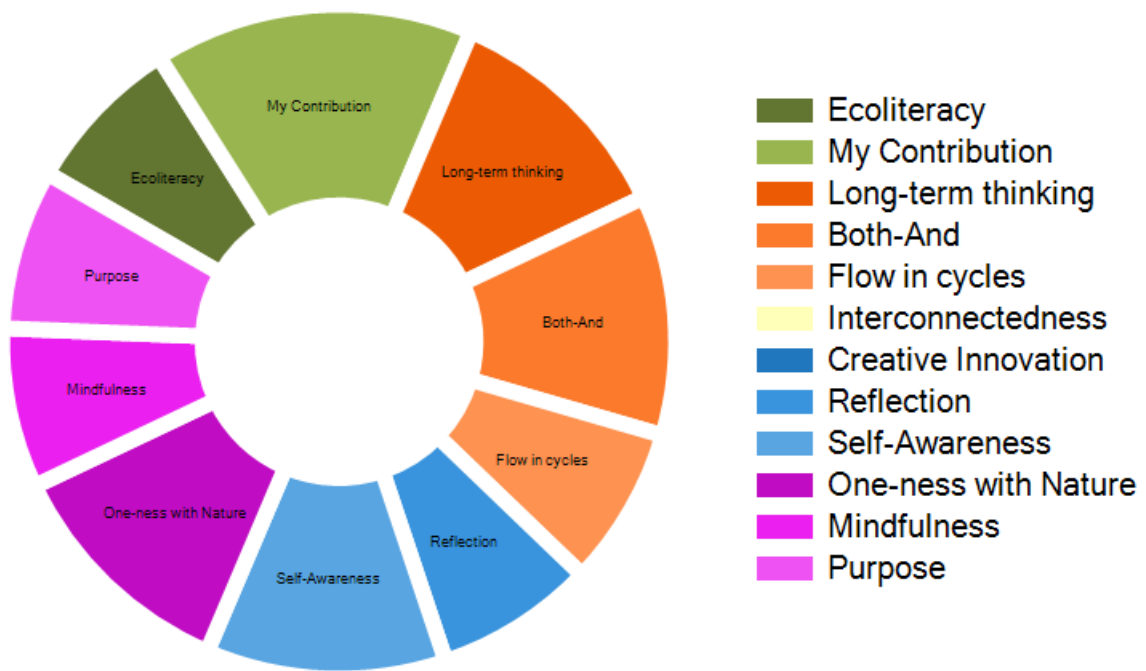 My Contribution
Long-term thinking
Ecoliteracy
Purpose
Both-And
Mindfulness
Flow in cycles
One-ness with Nature
Reflection
Self-Awareness
Ecoliteracy
My Contribution
Long-term thinking
Both-And
Flow in cycles
Interconnectedness
Creative Innovation
Reflection
Self-Awareness
One-ness with Nature
Mindfulness
Purpose